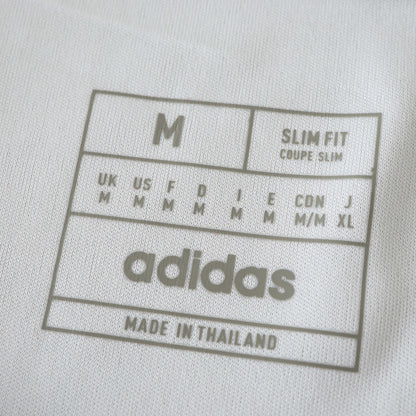 M
SLIM FIT
COUPE SLIM
UK US F D I E CDN J
M M M M M M M/M XL
adidas
MADE IN THAILAND